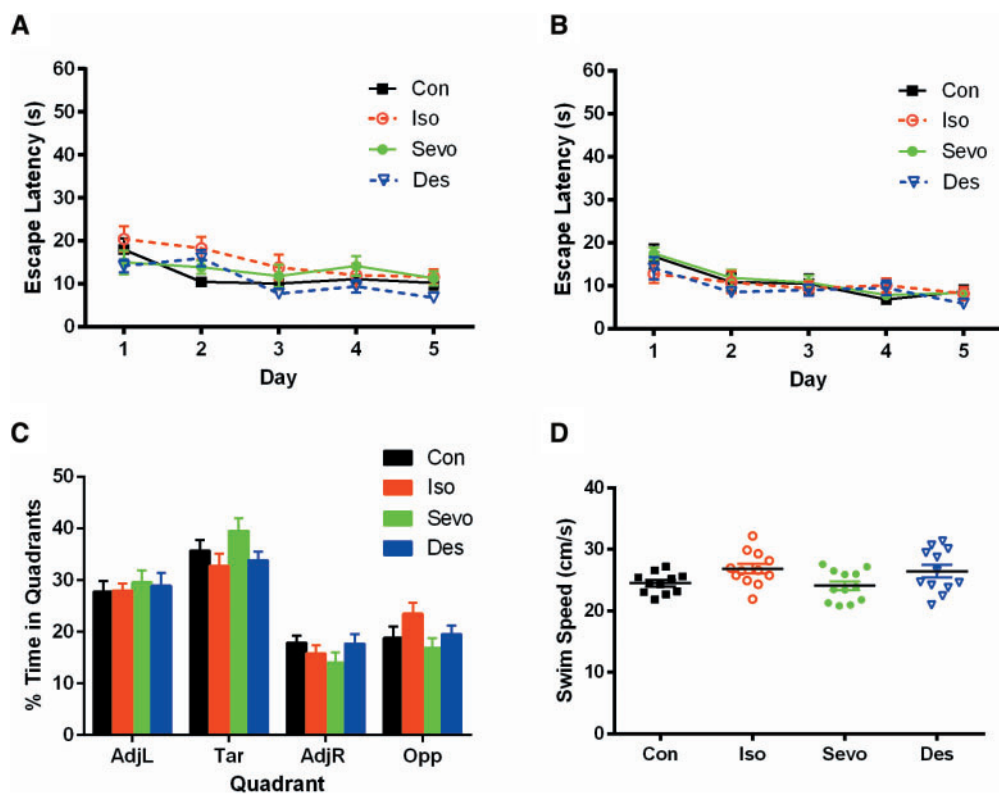 A
60
50
40
30
20
10
0
Escape Latency (s)
Con
Iso
Sevo
Des
1 2 3 4 5
Day
B
60
50
40
30
20
10
0
Escape Latency (s)
Con
Iso
Sevo
Des
1 2 3 4 5
Day
C
50
40
30
20
10
0
% Time in Quadrants
Con
Iso
Sevo
Des
AdjL Tar AdjR Opp
Quadrant
D
40
30
20
10
0
Swim Speed (cm/s)
Con Iso Sevo Des